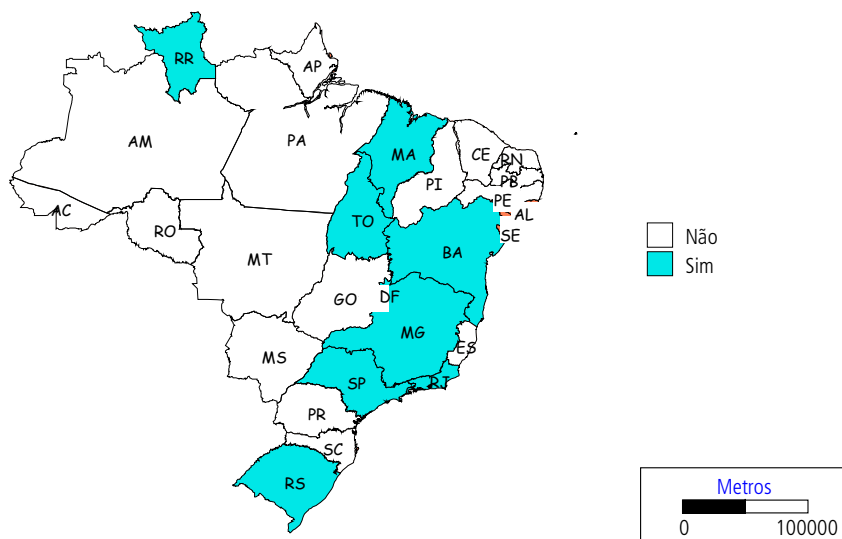 RR
AP
AM
PA
MA
CE
RN
PB
PI
PE
AL
AC
TO
RO
SE
BA
MT
GO
DF
MG
ES
MS
SP
RJ
PR
SC
RS
Não
Sim
Metros
0 100000